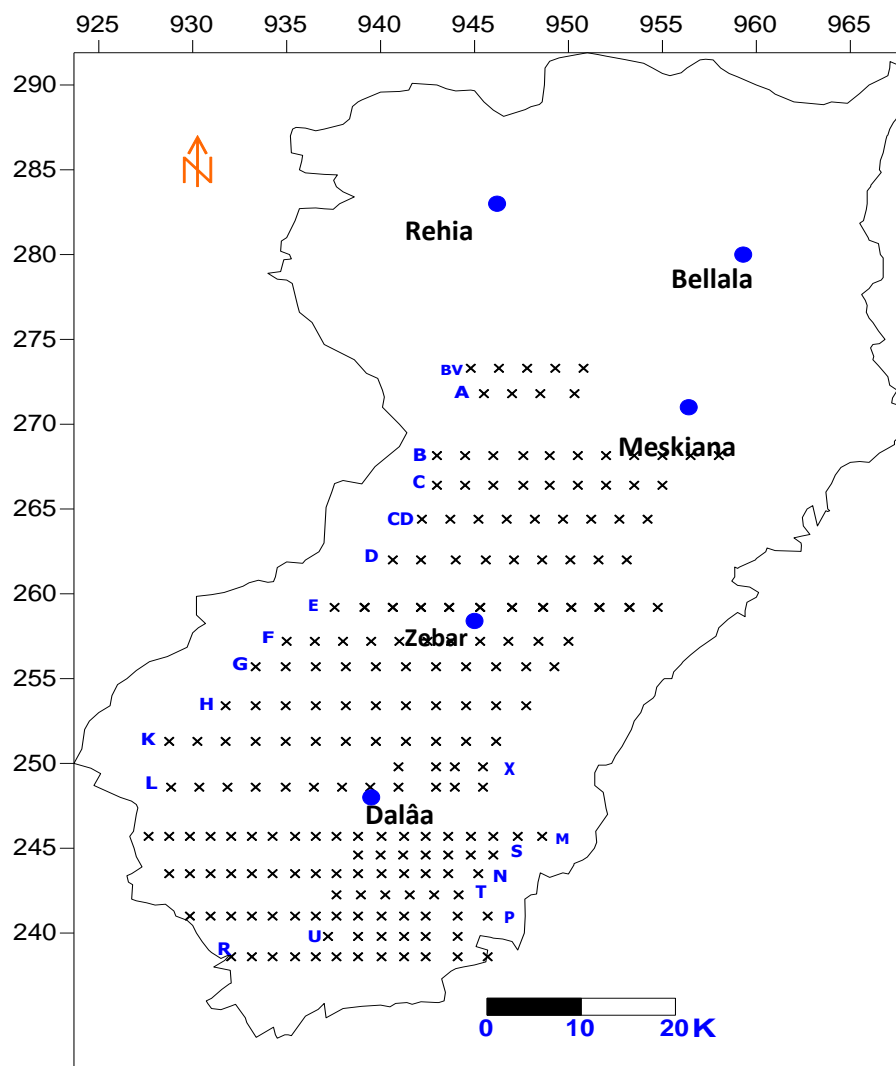 925 930 935 940 945 950 955 960 965
290
N
285
Rehia
280
Bellala
275
BV
A
270
Meskiana
B
C
265
CD
D
260
E
Zebar
F
G
255
H
K
250
X
L
Dalâa
M
245
S
N
T
P
240
U
R
0 10 20 K